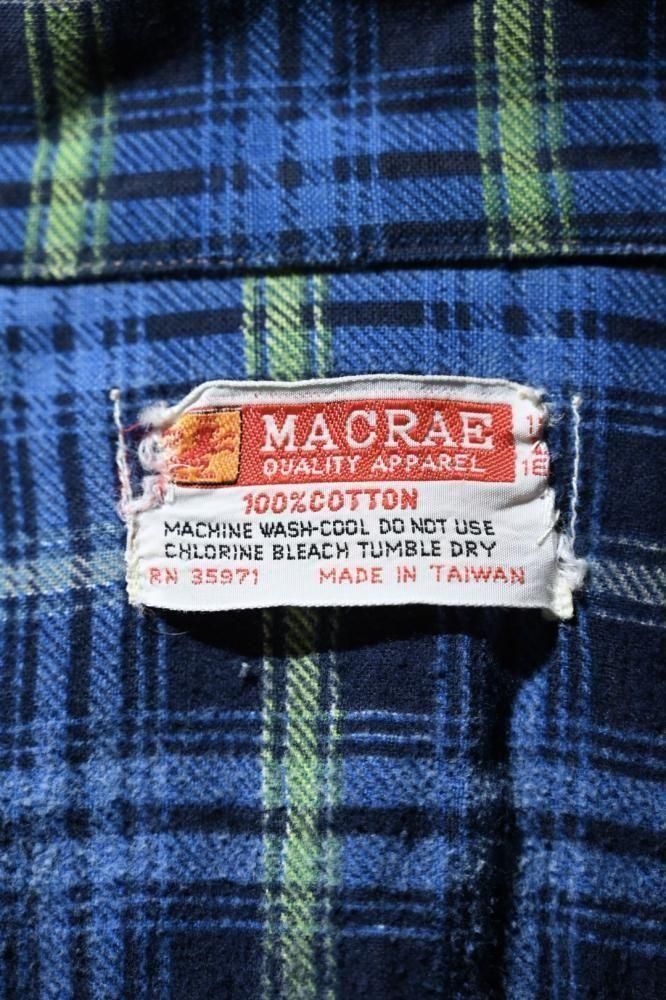 MACRAE
QUALITY APPAREL
100%COTTON
MACHINE WASH-COOL DO NOT USE
CHLORINE BLEACH TUMBLE DRY
RN 35971 MADE IN TAIWAN